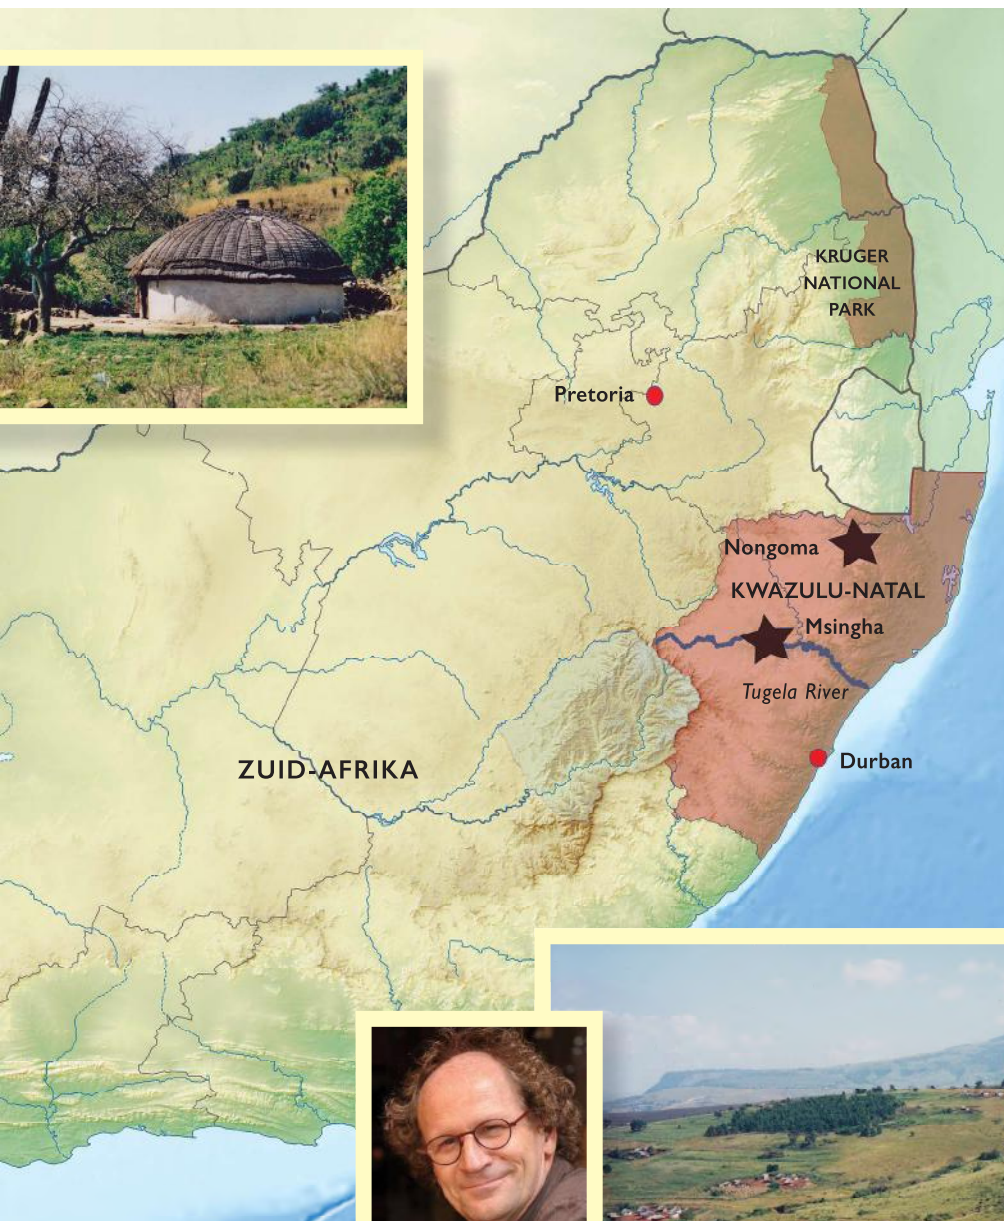 KRUGER
NATIONAL
PARK
Pretoria
Nongoma
KWAZULU-NATAL
Msingha
Tugela River
Durban
ZUID-AFRIKA